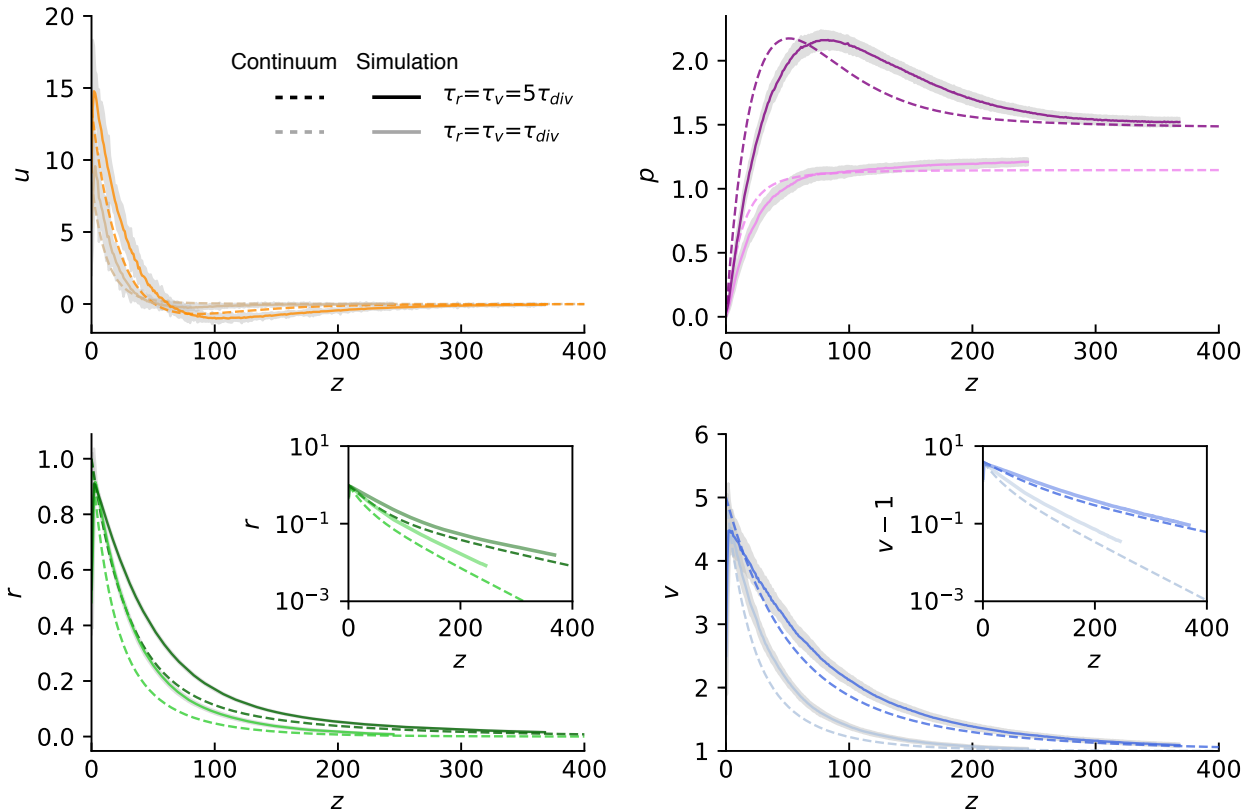 20
15
10
5
0
u
0 100 200 300 400
z
Continuum Simulation
τr=τv=5τdiv
τr=τv=τdiv
2.0
1.5
1.0
0.5
0.0
p
0 100 200 300 400
z
1.0
0.8
0.6
0.4
0.2
0.0
r
0 100 200 300 400
z
10^1
10^−1
10^−3
r
0 200 400
z
6
5
4
3
2
1
v
0 100 200 300 400
z
10^1
10^−1
10^−3
v − 1
0 200 400
z